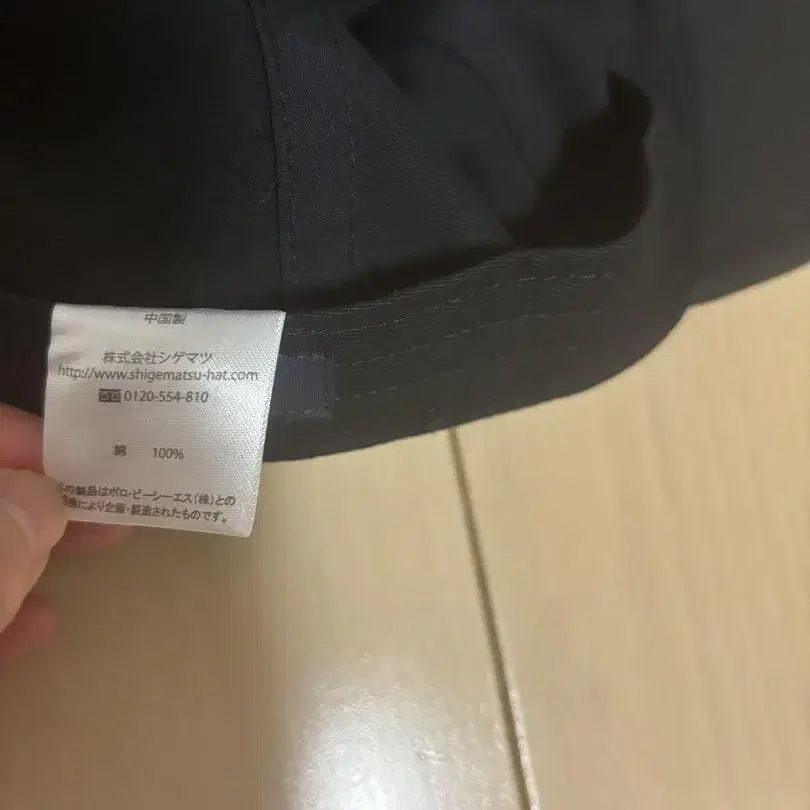 中国製
株式会社シゲマツ
http://www.shigematsu-hat.com
0120-554-810
綿 100%
の製品はポロ・ビーシーエス(株)との
により企画・製造されたものです。